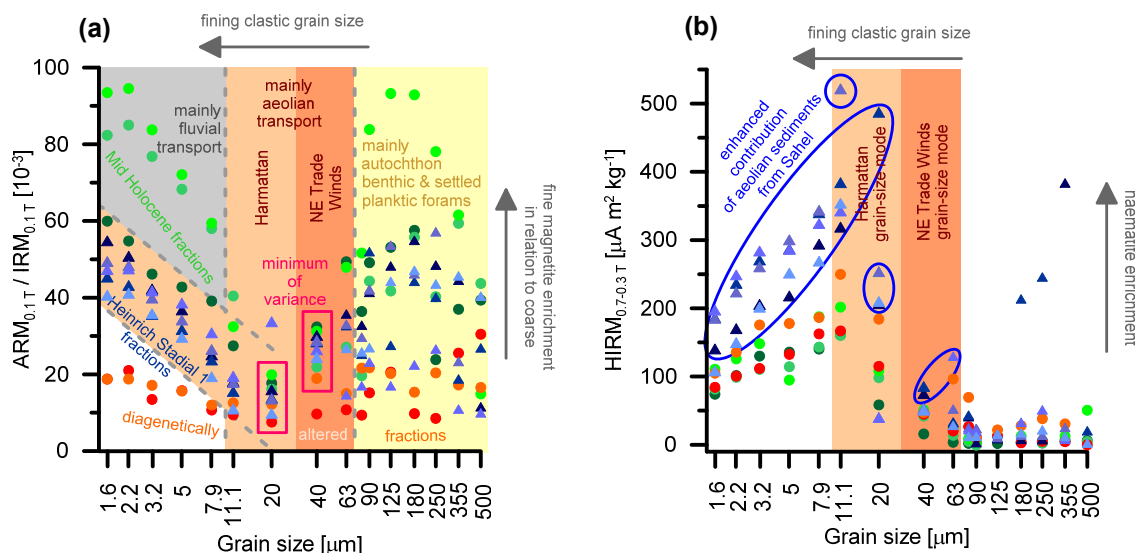 (a)
fining clastic grain size
ARM0.1 T / IRM0.1 T [10-3]
100
80
60
40
20
0
mainly
fluvial
transport
mainly
aeolian
transport
Harmattan
NE Trade
Winds
mainly
autochthon
benthic & settled
planktic forams
Mid Holocene fractions
minimum
of
variance
Heinrich Stadial 1
fractions
diagenetically
altered
fractions
fine magnetite enrichment
in relation to coarse
1.6
2.2
3.2
5
7.9
11.1
20
40
63
90
125
180
250
355
500
Grain size [µm]
(b)
fining clastic grain size
HIRM0.7-0.3 T [µA m2 kg-1]
500
400
300
200
100
0
enhanced
contribution
of aeolian sediments
from Sahel
Harmattan
grain-size mode
NE Trade Winds
grain-size mode
haematite enrichment
1.6
2.2
3.2
5
7.9
11.1
20
40
63
90
125
180
250
355
500
Grain size [µm]